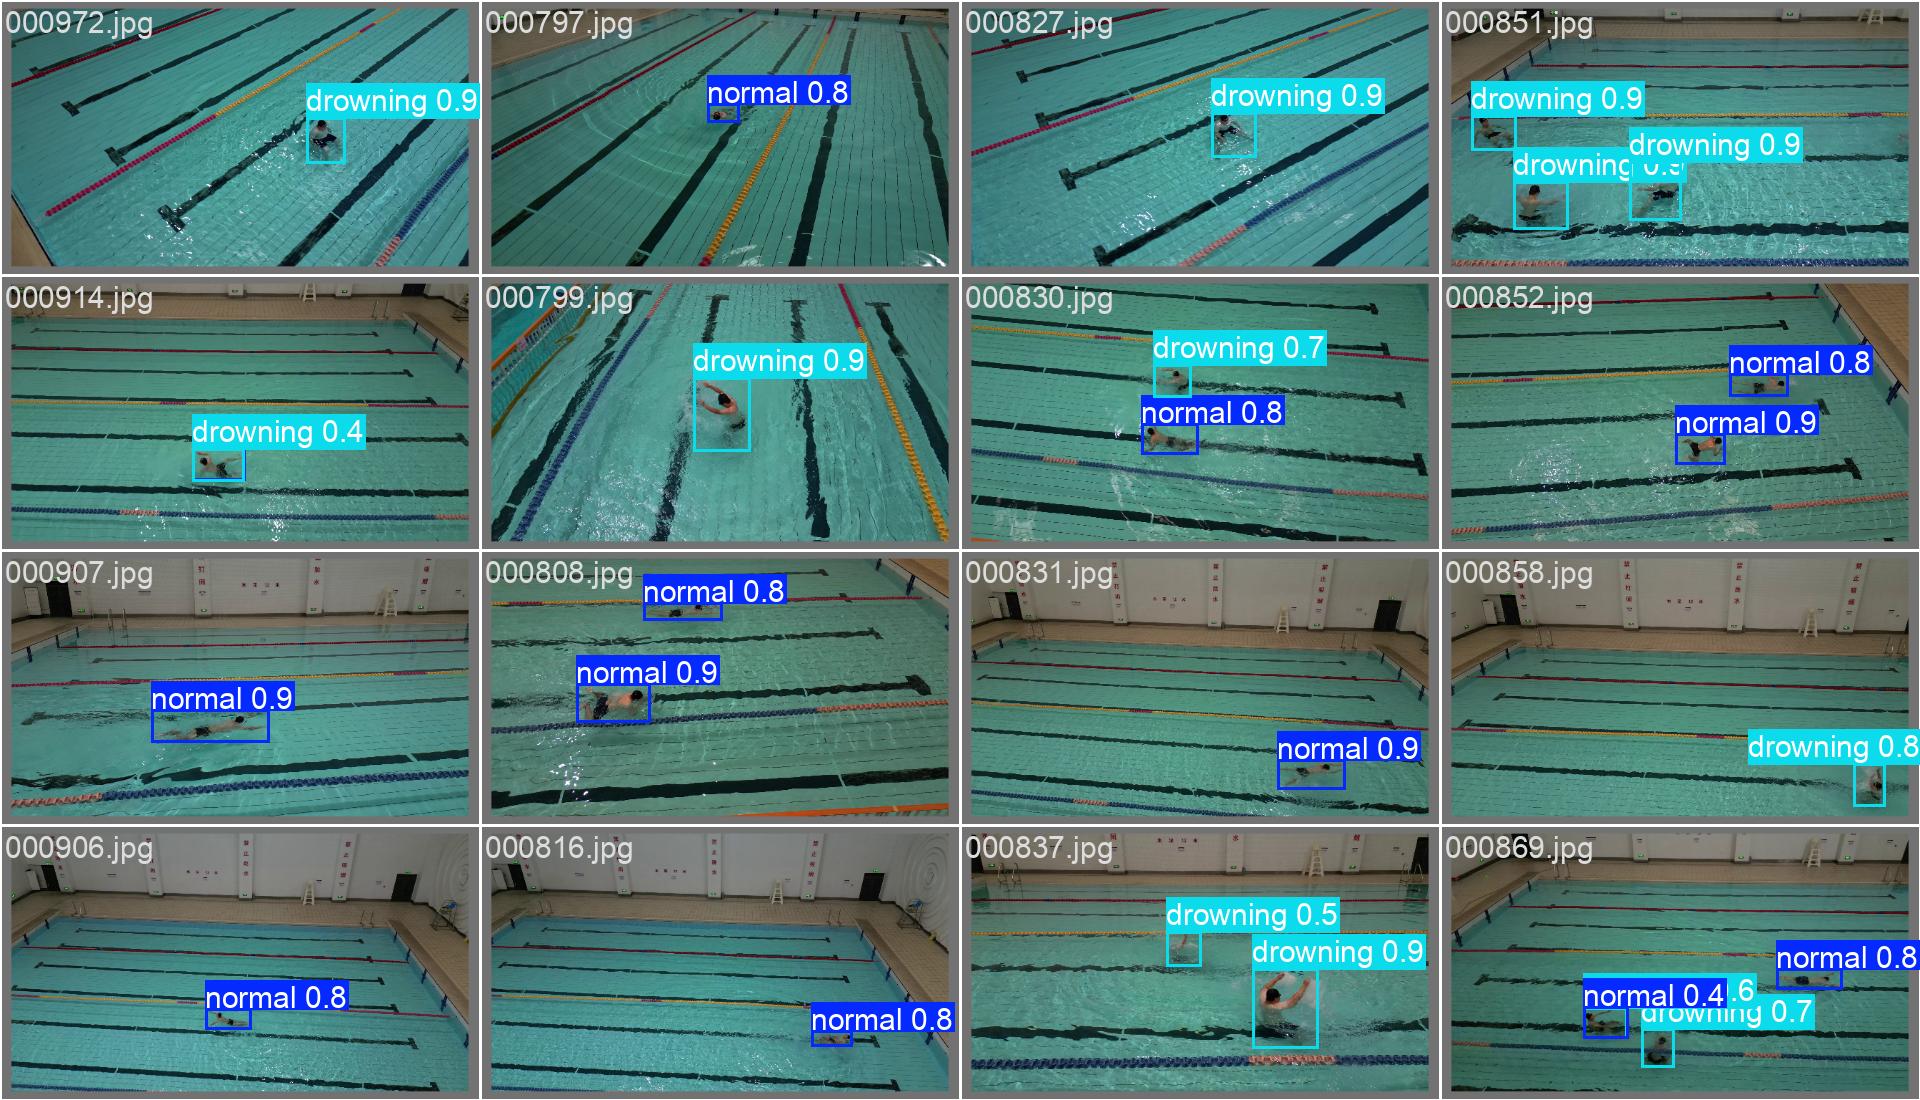 000972.jpg
drowning 0.9
000797.jpg
normal 0.8
000827.jpg
drowning 0.9
000851.jpg
drowning 0.9
drowning 0.9
drowning 0.9
000914.jpg
drowning 0.4
000799.jpg
drowning 0.9
000830.jpg
drowning 0.7
normal 0.8
000852.jpg
normal 0.8
normal 0.9
000907.jpg
normal 0.9
000808.jpg
normal 0.8
normal 0.9
000831.jpg
normal 0.9
000858.jpg
drowning 0.8
000906.jpg
normal 0.8
000816.jpg
normal 0.8
000837.jpg
drowning 0.5
drowning 0.9
000869.jpg
normal 0.8
normal 0.4
.6
drowning 0.7